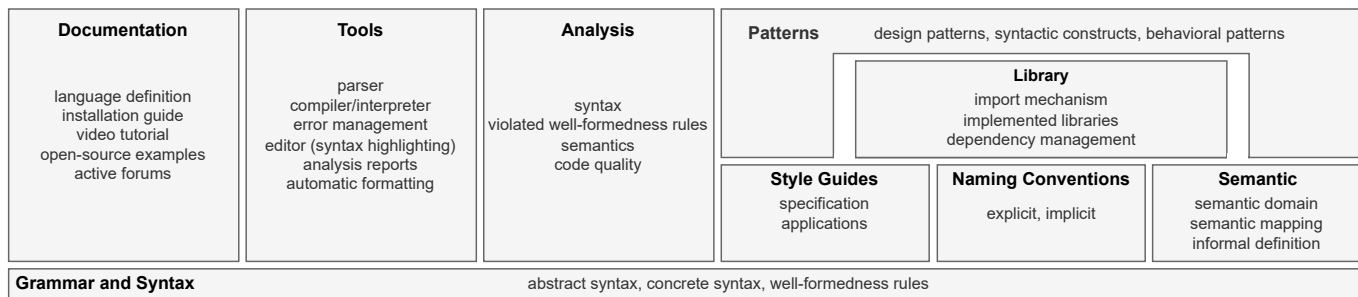 Documentation
language definition
installation guide
video tutorial
open-source examples
active forums
Tools
parser
compiler/interpreter
error management
editor (syntax highlighting)
analysis reports
automatic formatting
Analysis
syntax
violated well-formedness rules
semantics
code quality
Patterns design patterns, syntactic constructs, behavioral patterns
Library
import mechanism
implemented libraries
dependency management
Style Guides
specification
applications
Naming Conventions
explicit, implicit
Semantic
semantic domain
semantic mapping
informal definition
Grammar and Syntax abstract syntax, concrete syntax, well-formedness rules